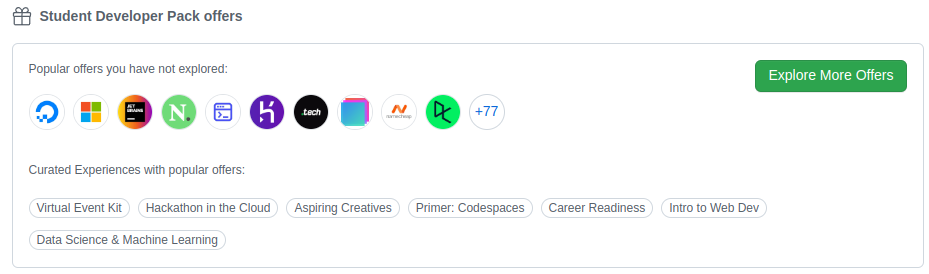 Student Developer Pack offers
Popular offers you have not explored:
Explore More Offers
JET
BRAINS
N.
.tech
namecheap
+77
Curated Experiences with popular offers:
Virtual Event Kit
Hackathon in the Cloud
Aspiring Creatives
Primer: Codespaces
Career Readiness
Intro to Web Dev
Data Science & Machine Learning